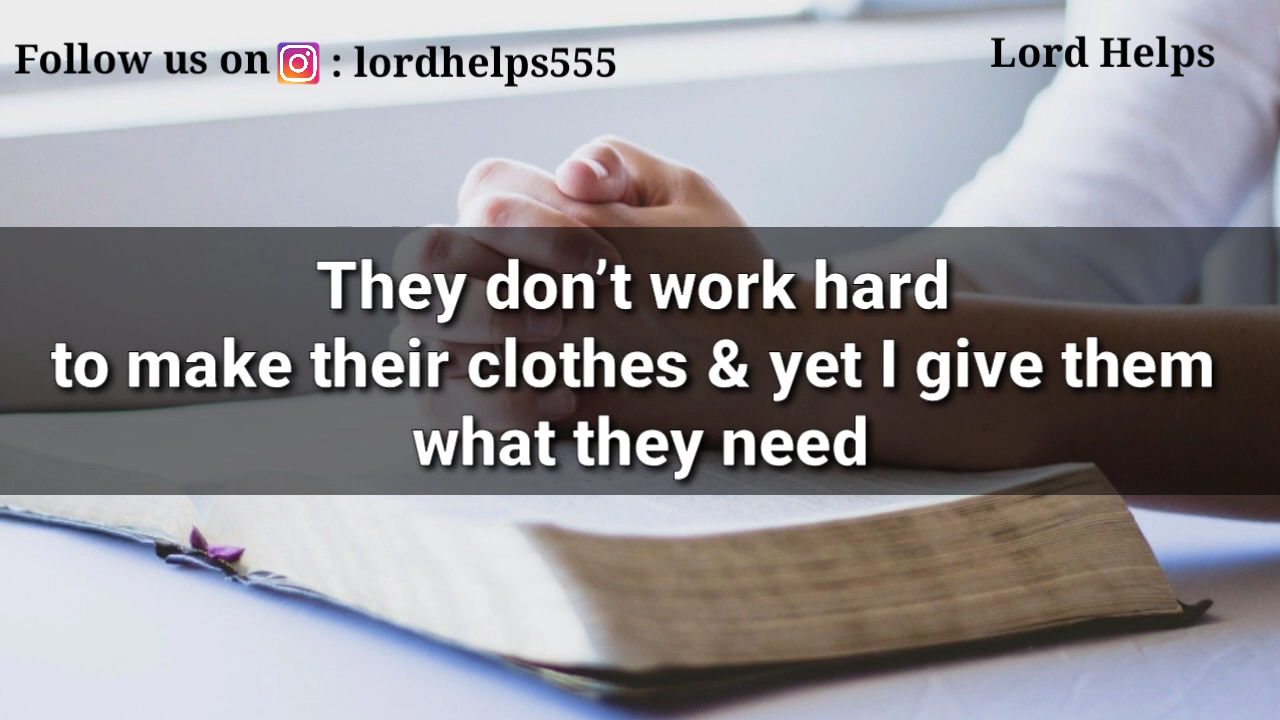 Follow us on : lordhelps555
Lord Helps
They don’t work hard
to make their clothes & yet I give them
what they need